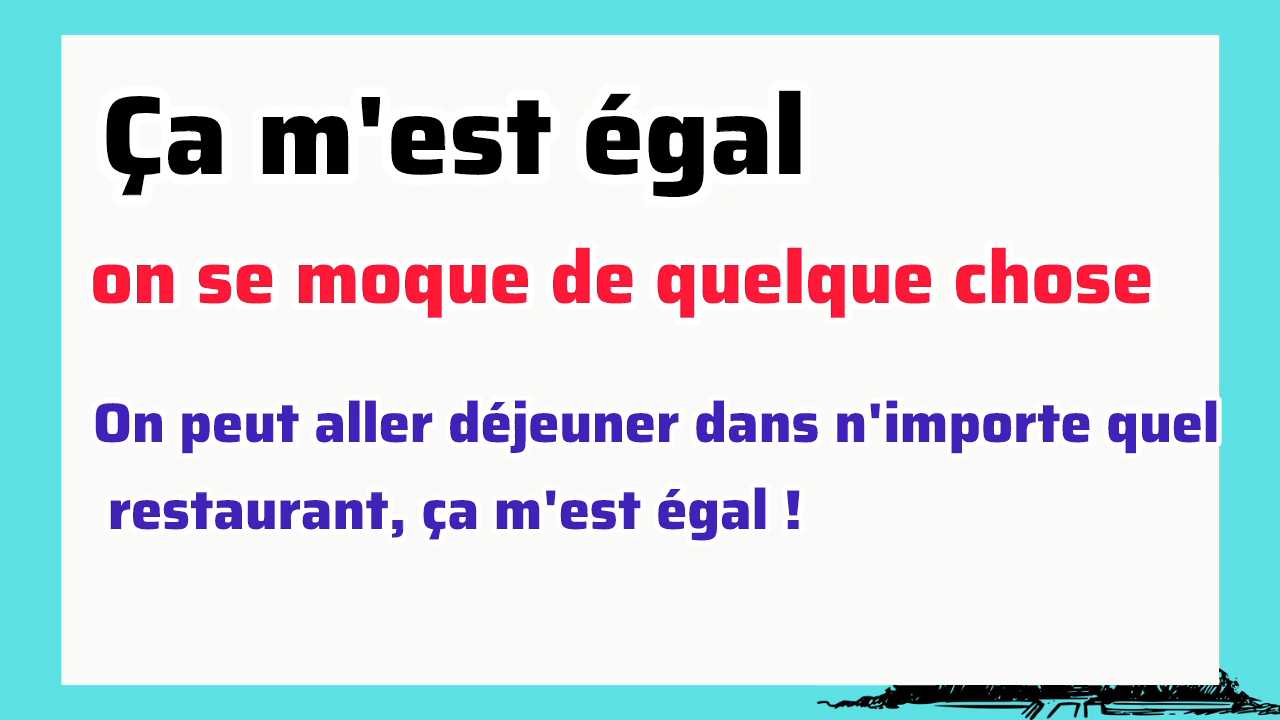 Ça m'est égal
on se moque de quelque chose
On peut aller déjeuner dans n'importe quel
restaurant, ça m'est égal !